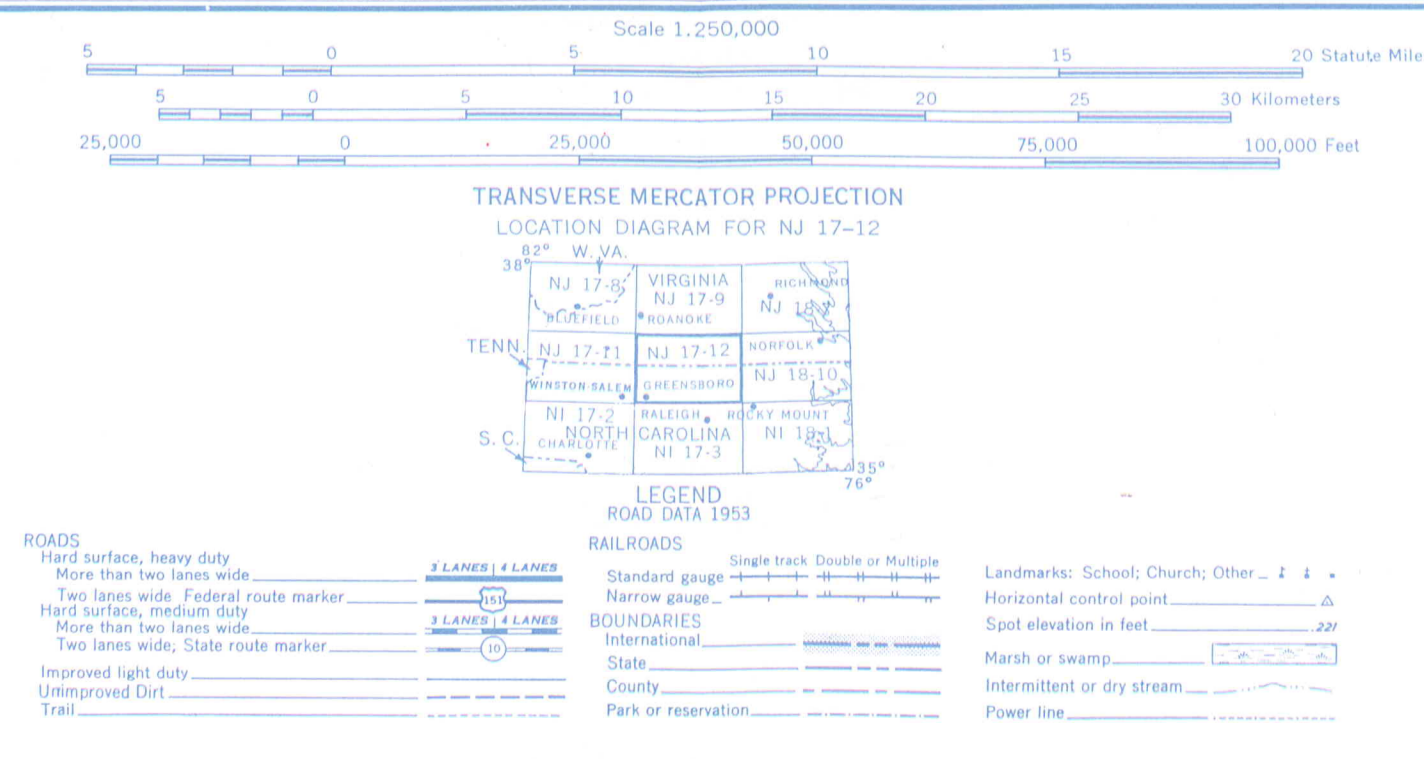 Scale 1.250,000
5 0 5 10 15 20 Statute Mile
5 0 5 10 15 20 25 30 Kilometers
25,000 0 25,000 50,000 75,000 100,000 Feet
TRANSVERSE MERCATOR PROJECTION
LOCATION DIAGRAM FOR NJ 17-12
82° W. VA.
38°
NJ 17-8
BLUEFIELD
VIRGINIA
NJ 17-9
ROANOKE
RICHMOND
NJ
TENN.
NJ 17-11
WINSTON-SALEM
NJ 17-12
GREENSBORO
NORFOLK
NJ 18-10
NI 17-2
RALEIGH
ROCKY MOUNT
NORTH CAROLINA
NI 18-1
S. C.
CHARLOTTE
NI 17-3
35°
76°
LEGEND
ROAD DATA 1953
ROADS
Hard surface, heavy duty
More than two lanes wide 3 LANES | 4 LANES
Two lanes wide Federal route marker 151
Hard surface, medium duty
More than two lanes wide 3 LANES | 4 LANES
Two lanes wide; State route marker 10
Improved light duty
Unimproved Dirt
Trail
RAILROADS
Single track Double or Multiple
Standard gauge
Narrow gauge
BOUNDARIES
International
State
County
Park or reservation
Landmarks: School; Church; Other
Horizontal control point
Spot elevation in feet .221
Marsh or swamp
Intermittent or dry stream
Power line